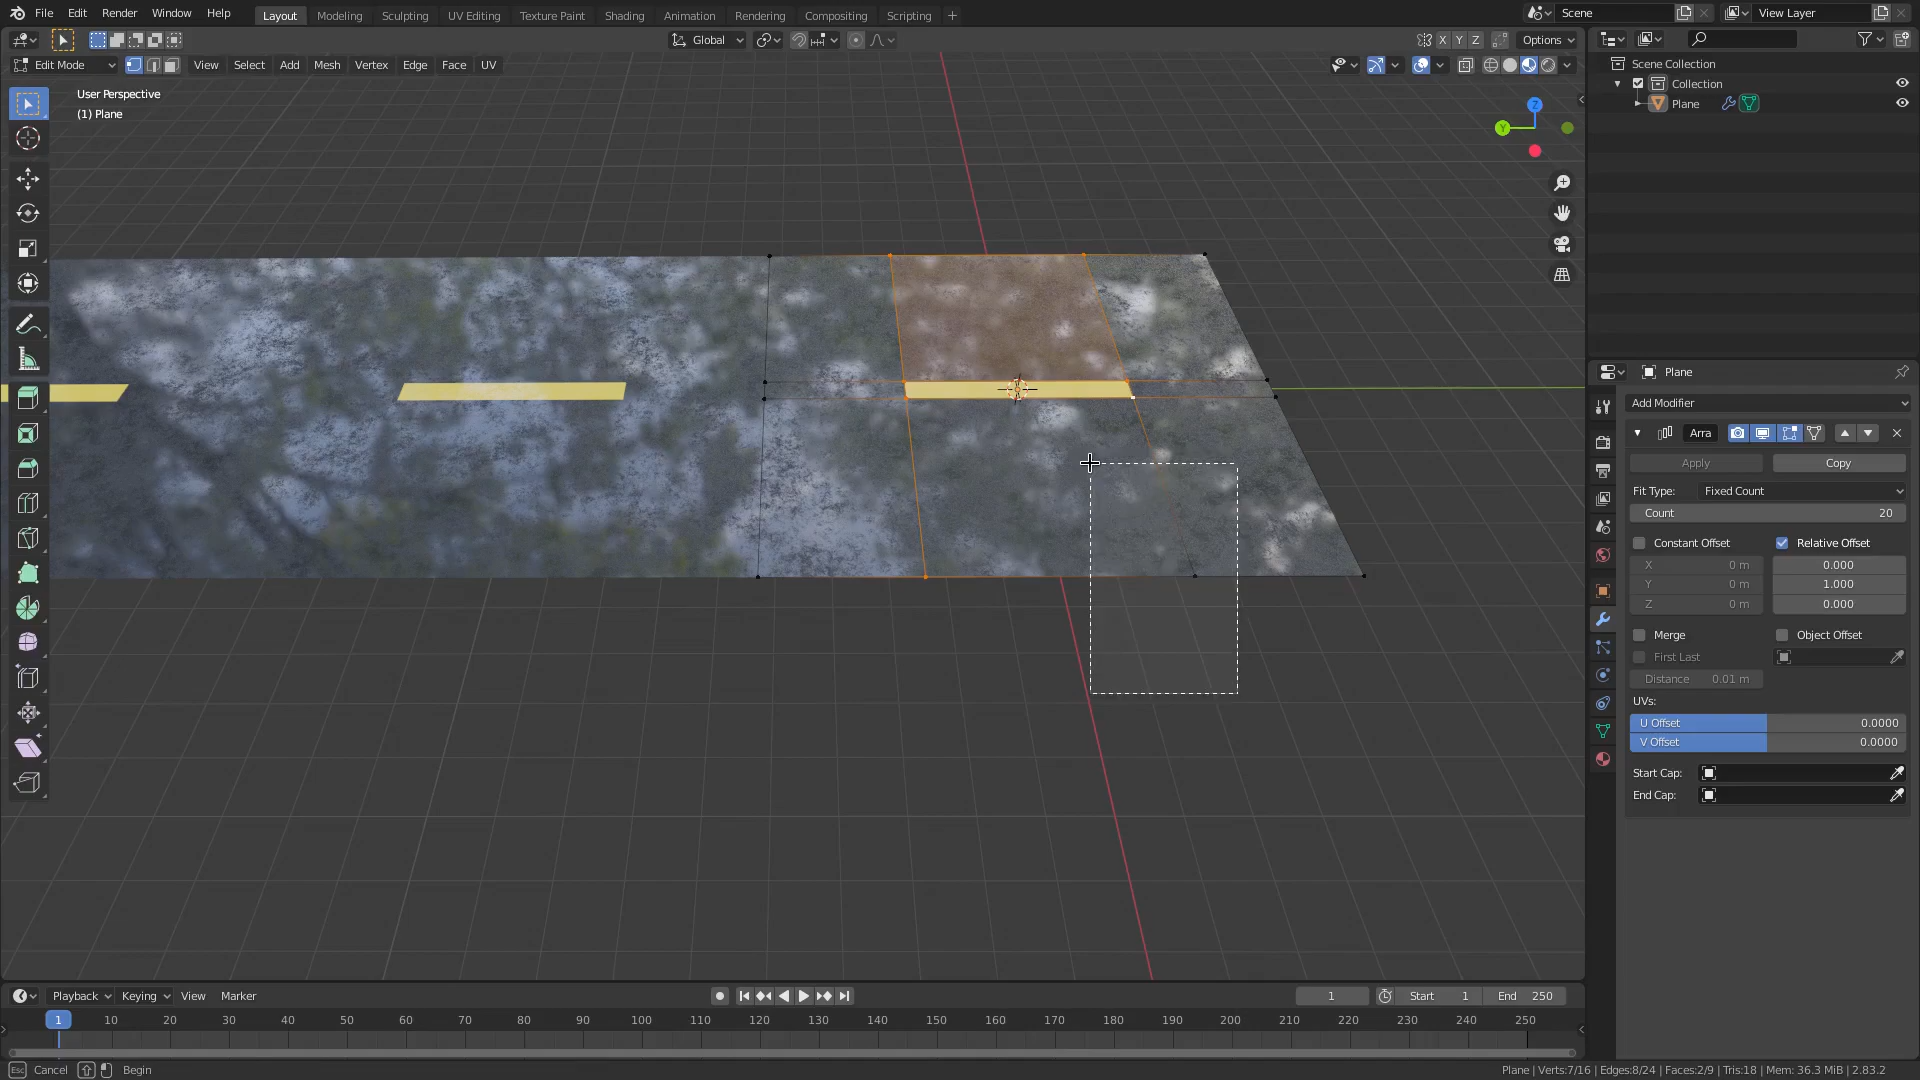 File Edit Render Window Help
Layout Modeling Sculpting UV Editing Texture Paint Shading Animation Rendering Compositing Scripting +
Scene
View Layer
Global
X Y Z
Options
Edit Mode
View Select Add Mesh Vertex Edge Face UV
User Perspective
(1) Plane
Z
Y
Scene Collection
Collection
Plane
Plane
Add Modifier
Arra
Apply
Copy
Fit Type: Fixed Count
Count 20
Constant Offset
Relative Offset
X 0 m 0.000
Y 0 m 1.000
Z 0 m 0.000
Merge
Object Offset
First Last
Distance 0.01 m
UVs:
U Offset 0.0000
V Offset 0.0000
Start Cap:
End Cap:
Playback Keying View Marker
1
Start 1
End 250
1 10 20 30 40 50 60 70 80 90 100 110 120 130 140 150 160 170 180 190 200 210 220 230 240 250
Esc Cancel Begin
Plane | Verts:7/16 | Edges:8/24 | Faces:2/9 | Tris:18 | Mem: 36.3 MiB | 2.83.2